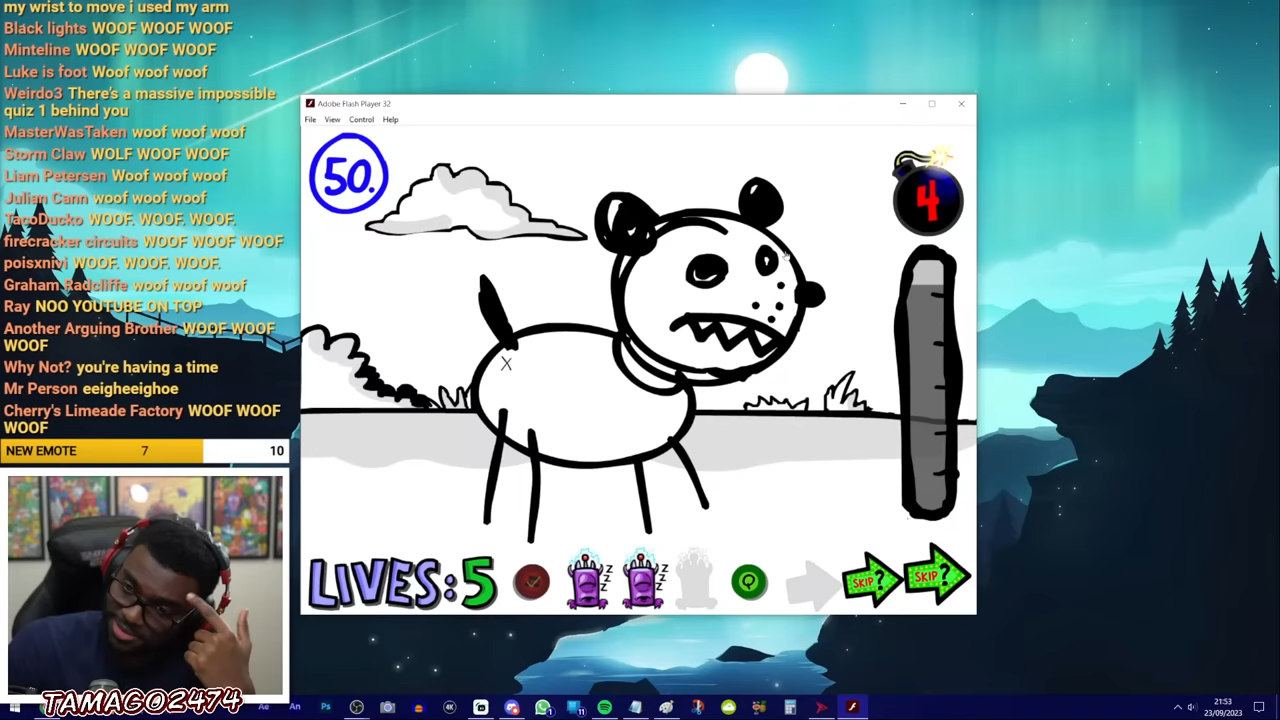 my wrist to move i used my arm
Black lights WOOF WOOF WOOF
Minteline WOOF WOOF WOOF
Luke is foot Woof woof woof
Weirdo3 There's a massive impossible
quiz 1 behind you
MasterWasTaken woof woof woof
Storm Claw WOLF WOOF WOOF
Liam Petersen Woof woof woof
Julian Cann woof woof woof
TacoDucko WOOF. WOOF. WOOF.
firecracker circuits WOOF WOOF WOOF
poisxnivi WOOF. WOOF. WOOF.
Graham Radcliffe woof woof woof
Ray NOO YOUTUBE ON TOP
Another Arguing Brother WOOF WOOF
WOOF
Why Not? you're having a time
Mr Person eeigheeighoe
Cherry's Limeade Factory WOOF WOOF
WOOF
NEW EMOTE 7 10
TAMAGO2474
Adobe Flash Player 32
File View Control Help
50.
4
X
LIVES:5
z z z
z z z
SKIP?
SKIP?
Ae An Ps
4K
11
21:53
23/09/2023